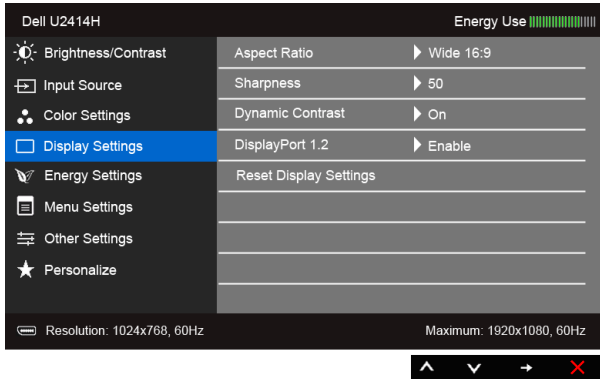 Dell U2414H Energy Use
Brightness/Contrast Aspect Ratio Wide 16:9
Input Source Sharpness 50
Color Settings Dynamic Contrast On
Display Settings DisplayPort 1.2 Enable
Energy Settings Reset Display Settings
Menu Settings
Other Settings
Personalize
Resolution: 1024x768, 60Hz Maximum: 1920x1080, 60Hz